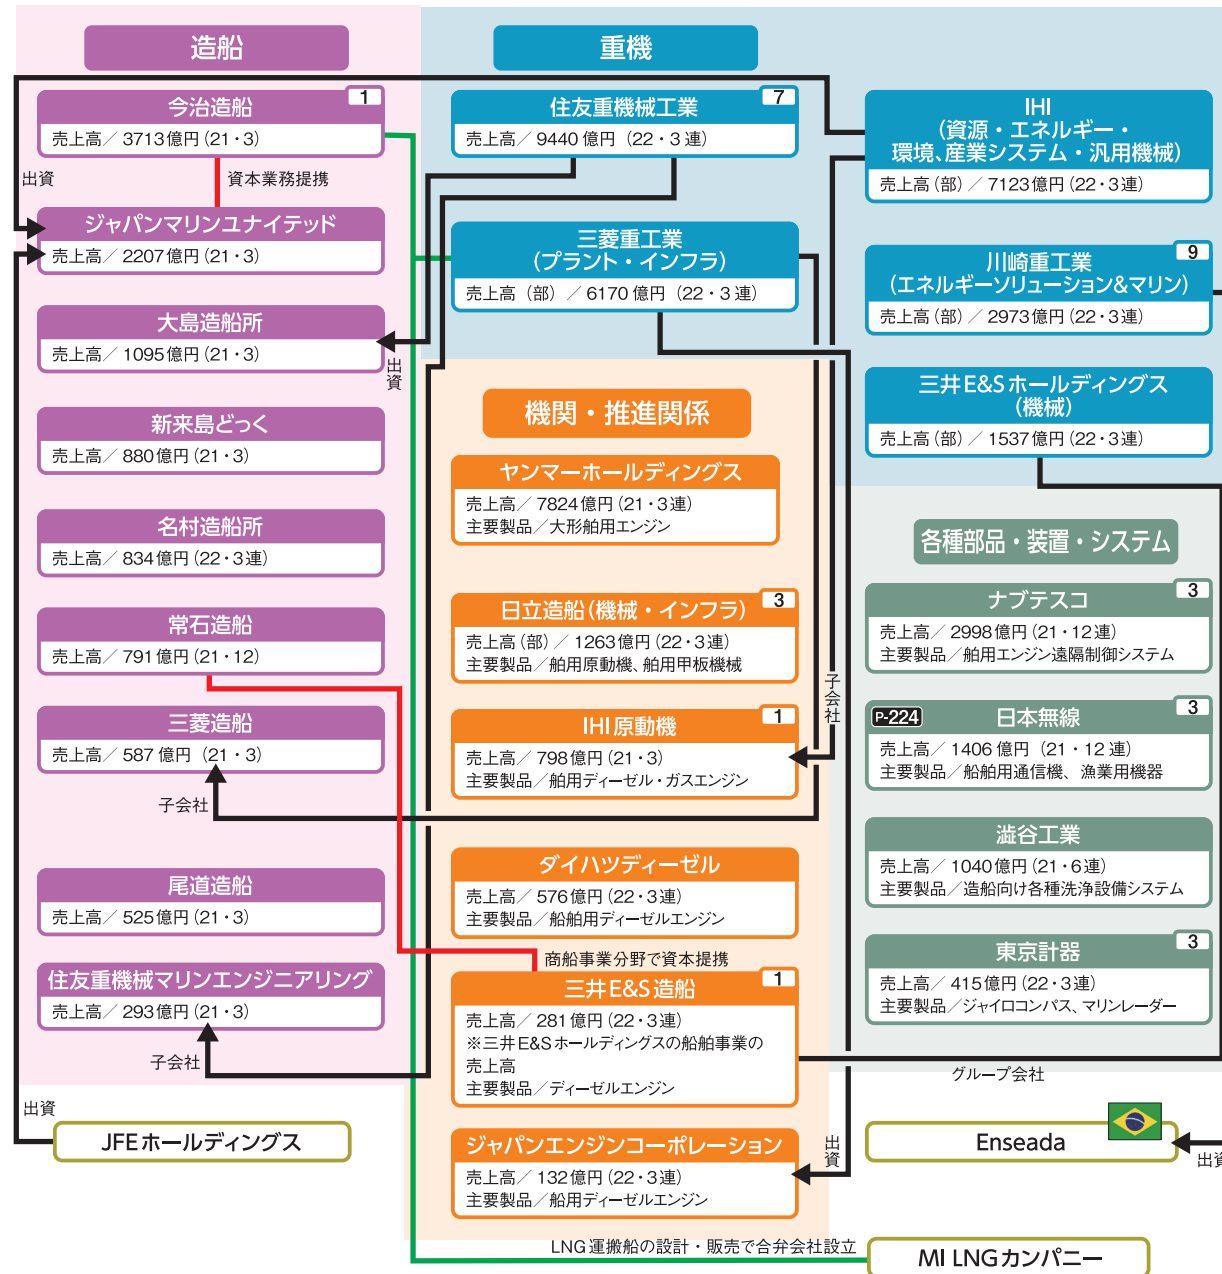 造船
今治造船
1
売上高/3713億円(21・3)
出資
資本業務提携
ジャパンマリンユナイテッド
売上高/2207億円(21・3)
大島造船所
売上高/1095億円(21・3)
出資
新来島どっく
売上高/880億円(21・3)
名村造船所
売上高/834億円(22・3連)
常石造船
売上高/791億円(21・12)
三菱造船
売上高/587億円(21・3)
子会社
尾道造船
売上高/525億円(21・3)
住友重機械マリンエンジニアリング
売上高/293億円(21・3)
子会社
出資
JFEホールディングス
重機
住友重機械工業
7
売上高/9440億円(22・3連)
三菱重工業
(プラント・インフラ)
売上高(部)/6170億円(22・3連)
IHI
(資源・エネルギー・
環境、産業システム・汎用機械)
売上高(部)/7123億円(22・3連)
川崎重工業
9
(エネルギーソリューション&マリン)
売上高(部)/2973億円(22・3連)
三井E&Sホールディングス
(機械)
売上高(部)/1537億円(22・3連)
機関・推進関係
ヤンマーホールディングス
売上高/7824億円(21・3連)
主要製品/大形舶用エンジン
日立造船(機械・インフラ)
3
売上高(部)/1263億円(22・3連)
主要製品/舶用原動機、舶用甲板機械
子会社
IHI原動機
1
売上高/798億円(21・3)
主要製品/舶用ディーゼル・ガスエンジン
ダイハツディーゼル
売上高/576億円(22・3連)
主要製品/船舶用ディーゼルエンジン
商船事業分野で資本提携
三井E&S造船
1
売上高/281億円(22・3連)
※三井E&Sホールディングスの船舶事業の
売上高
主要製品/ディーゼルエンジン
グループ会社
ジャパンエンジンコーポレーション
売上高/132億円(22・3連)
主要製品/船用ディーゼルエンジン
出資
各種部品・装置・システム
ナブテスコ
3
売上高/2998億円(21・12連)
主要製品/舶用エンジン遠隔制御システム
P-224
日本無線
3
売上高/1406億円(21・12連)
主要製品/船舶用通信機、漁業用機器
澁谷工業
売上高/1040億円(21・6連)
主要製品/造船向け各種洗浄設備システム
東京計器
3
売上高/415億円(22・3連)
主要製品/ジャイロコンパス、マリンレーダー
Enseada
出資
LNG運搬船の設計・販売で合弁会社設立
MI LNGカンパニー